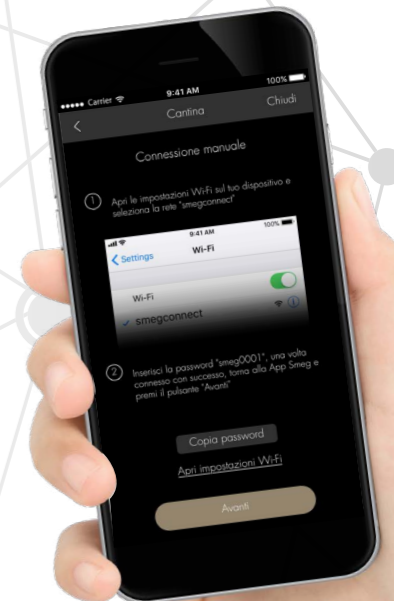 Carrier 9:41 AM 100%
Cantina Chiudi
Connessione manuale
1 Apri le impostazioni Wi-Fi sul tuo dispositivo e
seleziona la rete "smegconnect"
9:41 AM 100%
Settings Wi-Fi
Wi-Fi
smegconnect
2 Inserisci la password "smeg0001", una volta
connesso con successo, torna alla App Smeg e
premi il pulsante "Avanti"
Copia password
Apri impostazioni Wi-Fi
Avanti